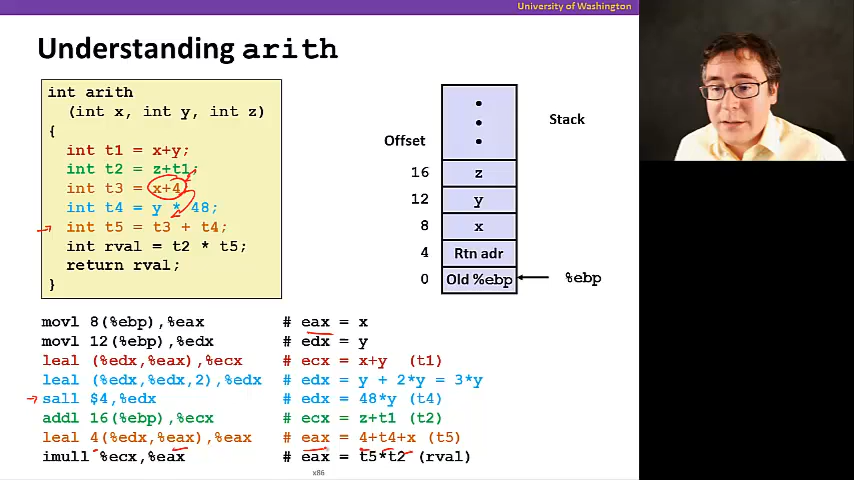 University of Washington
Understanding arith
int arith
(int x, int y, int z)
{
int t1 = x+y;
int t2 = z+t1;
int t3 = x+4;
int t4 = y * 48;
int t5 = t3 + t4;
int rval = t2 * t5;
return rval;
}
Stack
Offset
16 z
12 y
8 x
4 Rtn adr
0 Old %ebp %ebp
movl 8(%ebp),%eax # eax = x
movl 12(%ebp),%edx # edx = y
leal (%edx,%eax),%ecx # ecx = x+y (t1)
leal (%edx,%edx,2),%edx # edx = y + 2*y = 3*y
sall $4,%edx # edx = 48*y (t4)
addl 16(%ebp),%ecx # ecx = z+t1 (t2)
leal 4(%edx,%eax),%eax # eax = 4+t4+x (t5)
imull %ecx,%eax # eax = t5*t2 (rval)
x86